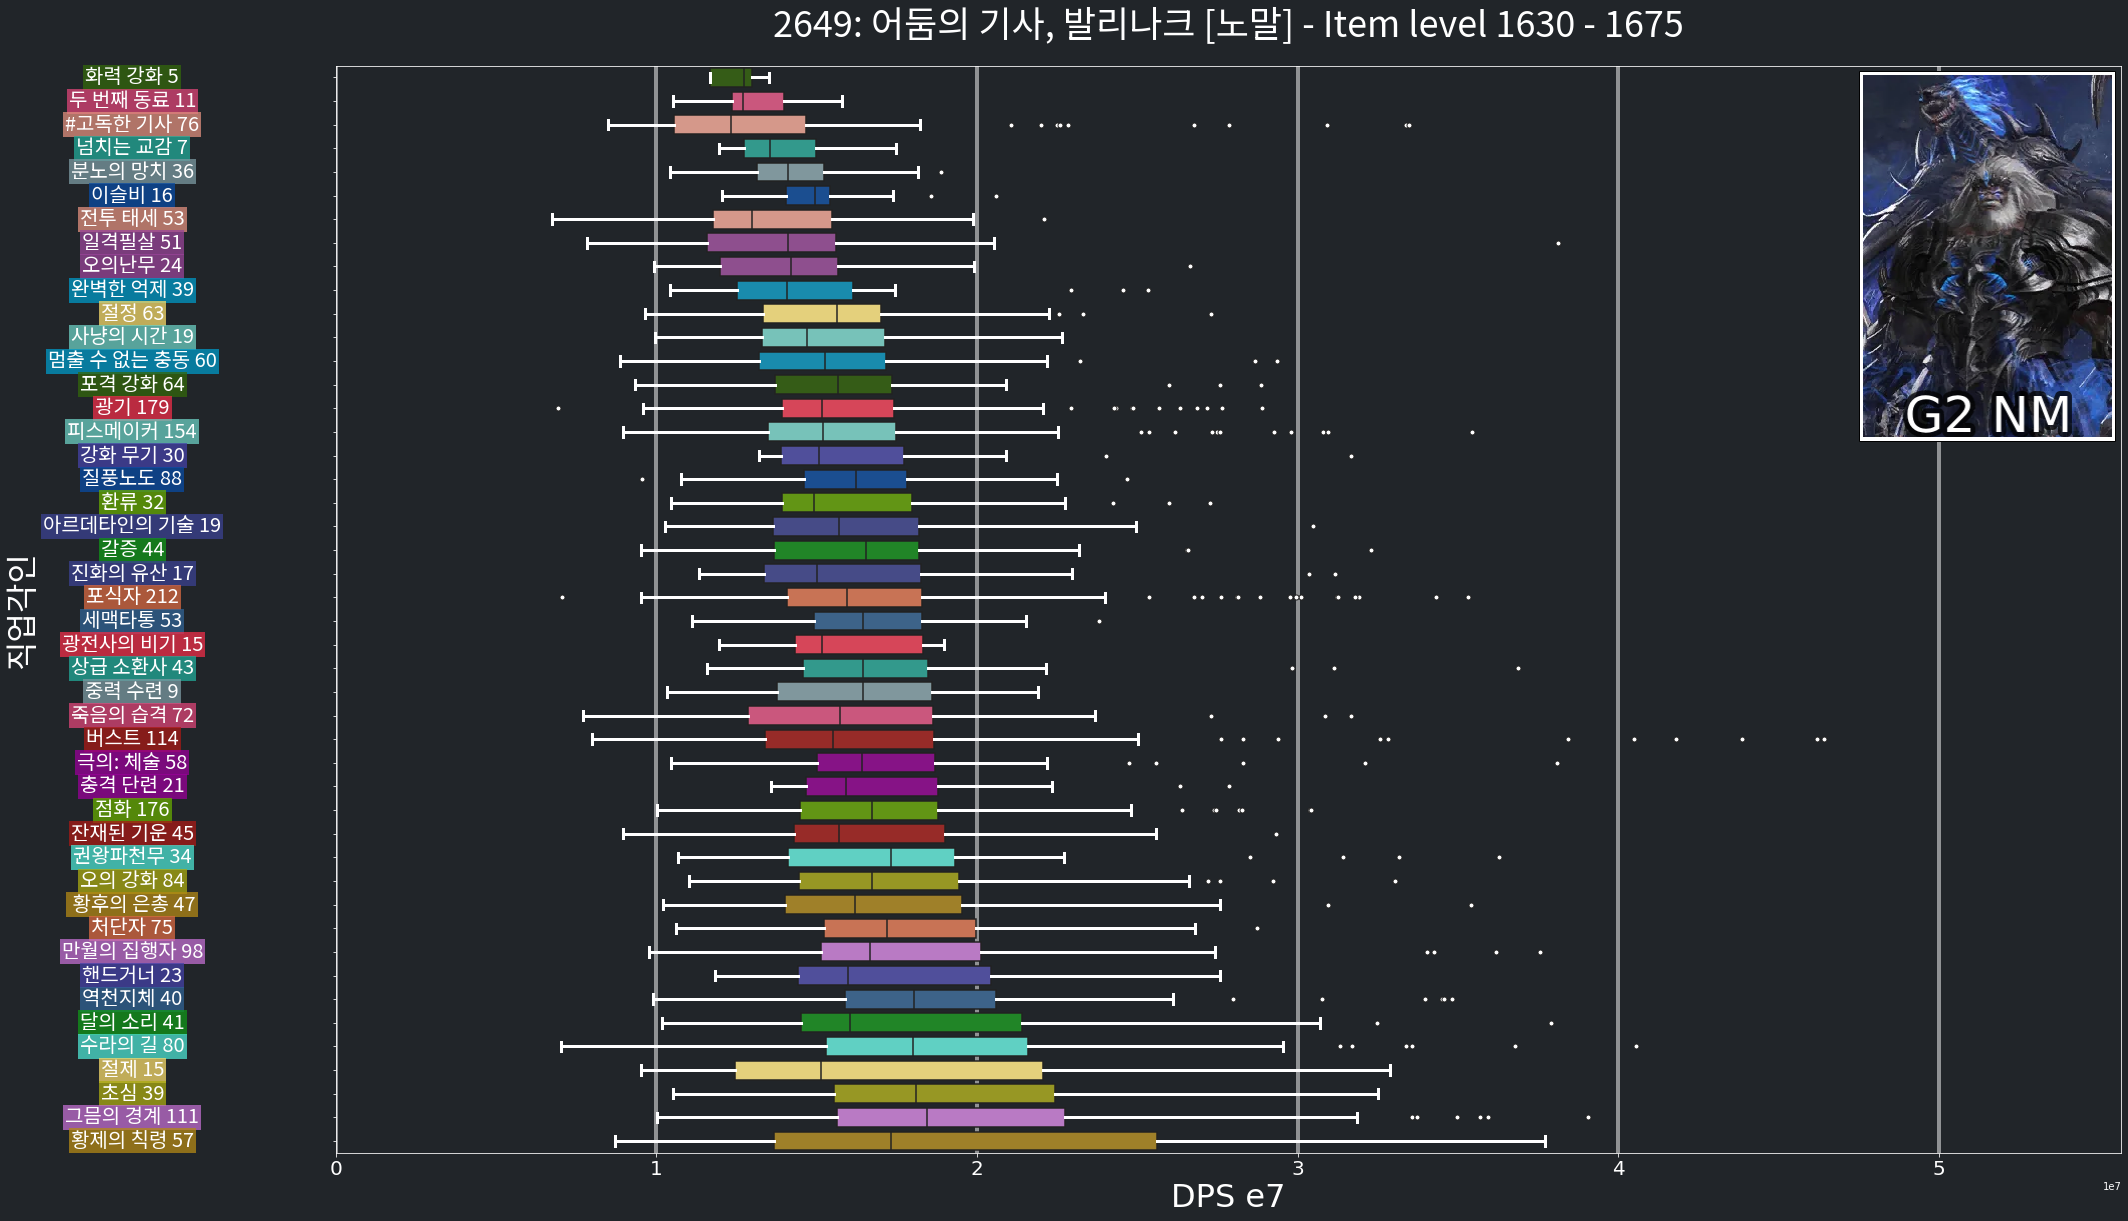 2649: 어둠의 기사, 발리나크 [노말] - Item level 1630 - 1675
화력 강화 5
두 번째 동료 11
#고독한 기사 76
넘치는 교감 7
분노의 망치 36
이슬비 16
전투 태세 53
일격필살 51
오의난무 24
완벽한 억제 39
절정 63
사냥의 시간 19
멈출 수 없는 충동 60
포격 강화 64
광기 179
피스메이커 154
강화 무기 30
질풍노도 88
환류 32
아르데타인의 기술 19
갈증 44
진화의 유산 17
포식자 212
세맥타통 53
광전사의 비기 15
상급 소환사 43
중력 수련 9
죽음의 습격 72
버스트 114
극의: 체술 58
충격 단련 21
점화 176
잔재된 기운 45
권왕파천무 34
오의 강화 84
황후의 은총 47
처단자 75
만월의 집행자 98
핸드거너 23
역천지체 40
달의 소리 41
수라의 길 80
절제 15
초심 39
그믐의 경계 111
황제의 칙령 57
직업각인
G2 NM
0 1 2 3 4 5
1e7
DPS e7